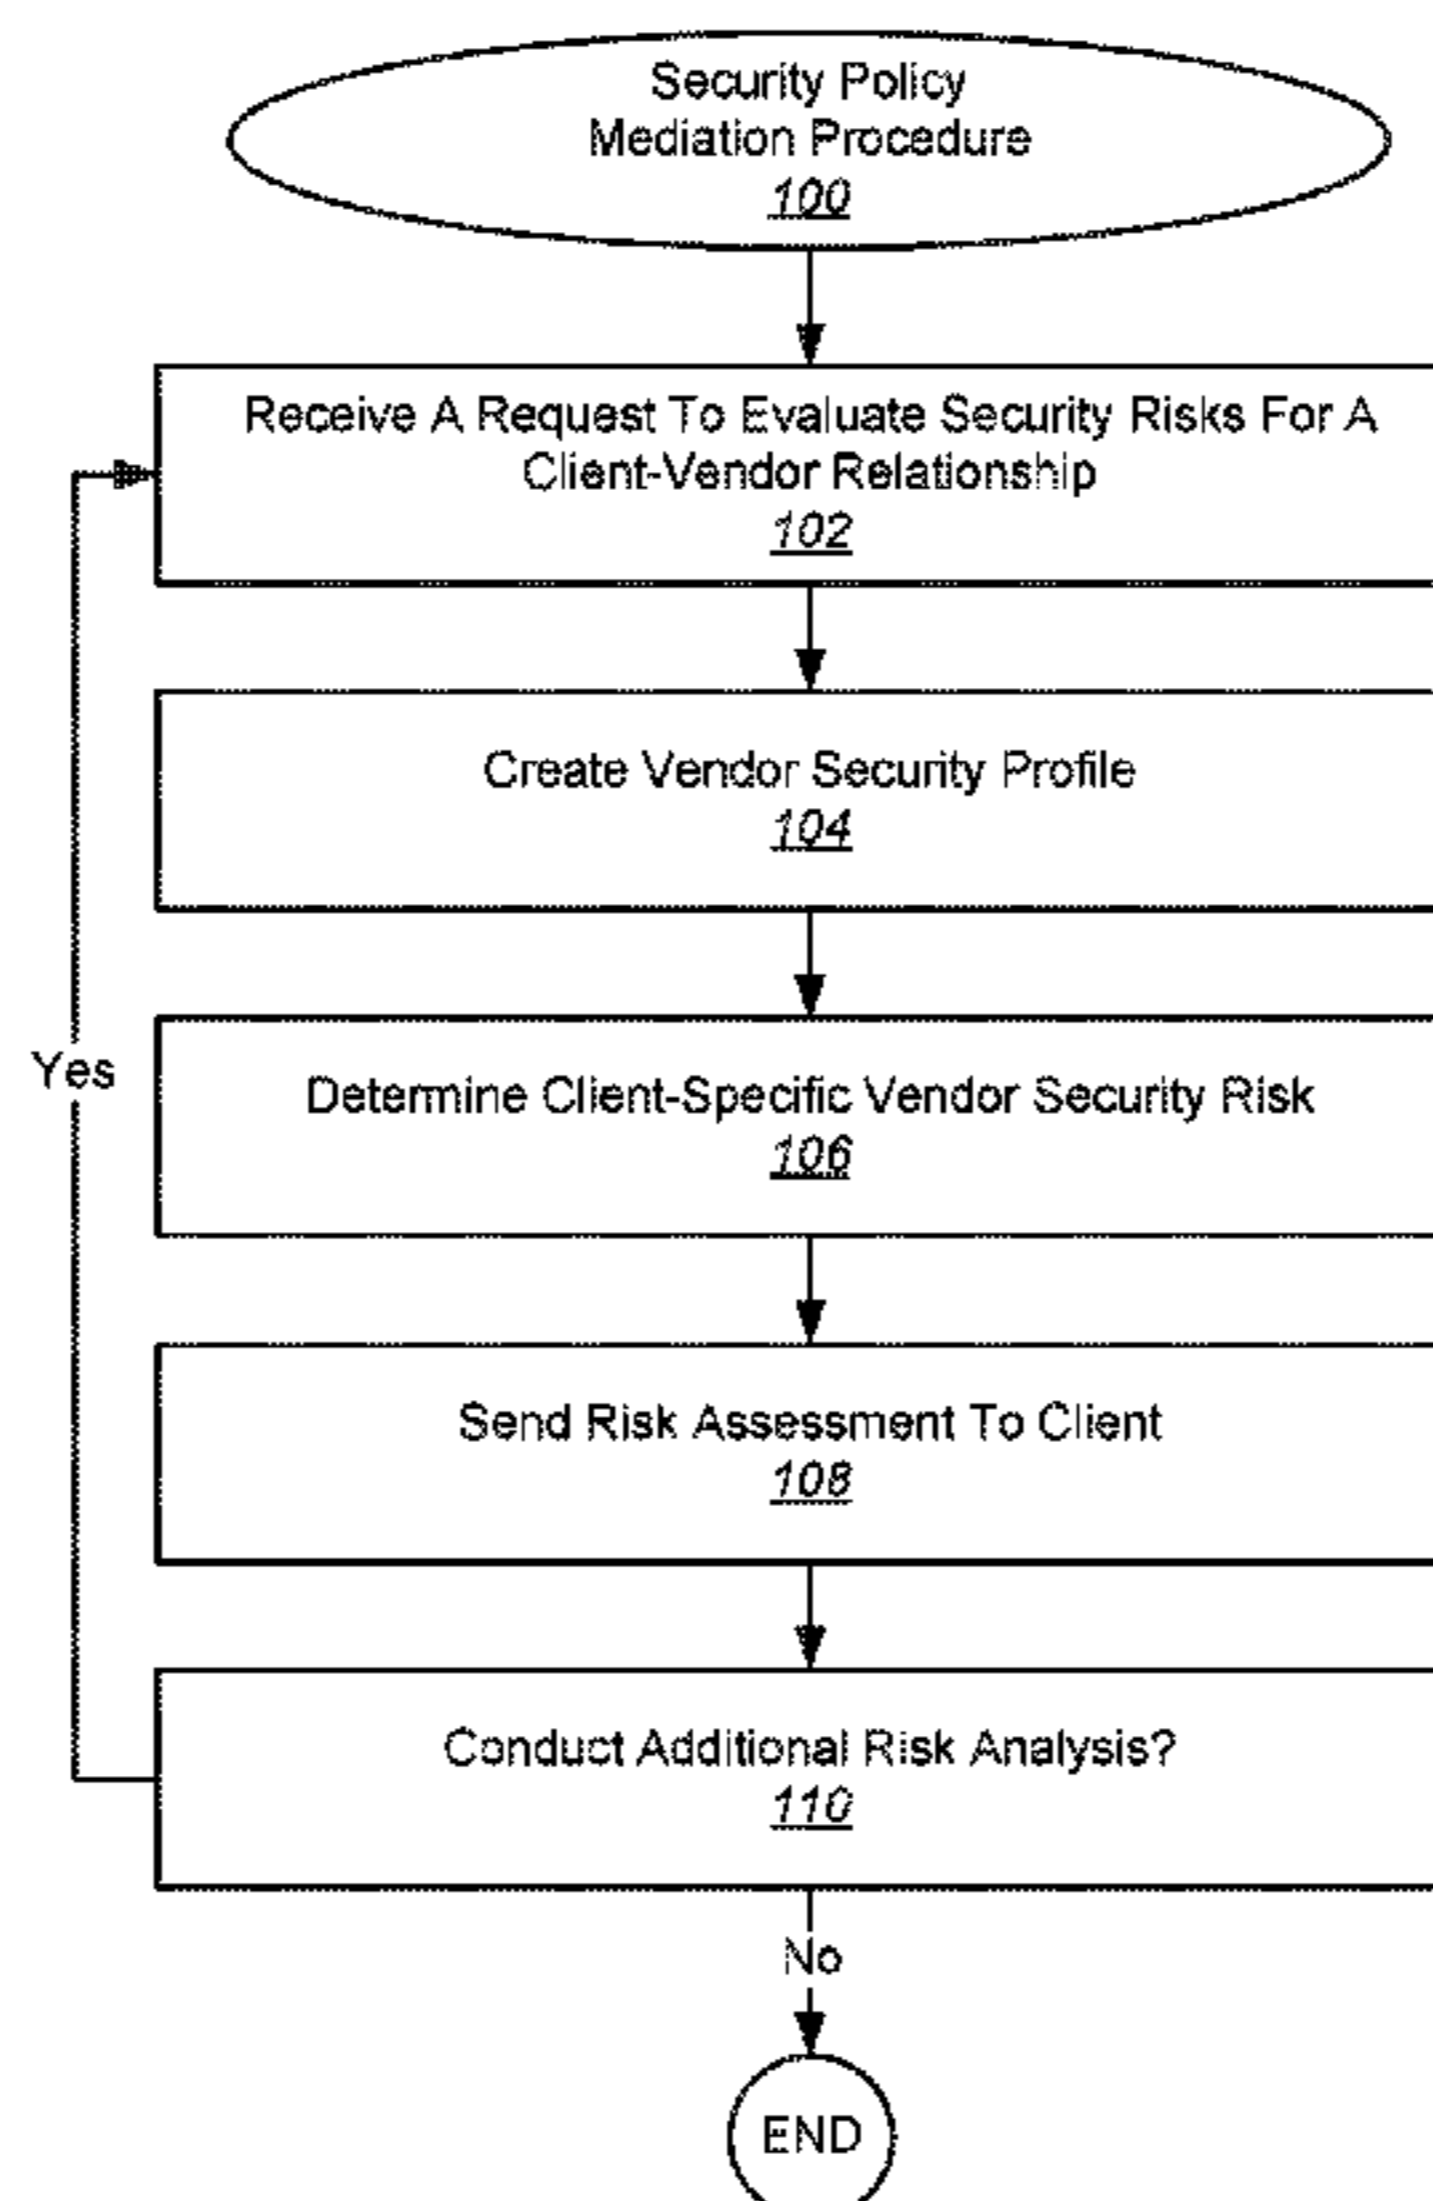 Security Policy
Mediation Procedure
100
Receive A Request To Evaluate Security Risks For A
Client-Vendor Relationship
102
Create Vendor Security Profile
104
Yes
Determine Client-Specific Vendor Security Risk
106
Send Risk Assessment To Client
108
Conduct Additional Risk Analysis?
110
No
END